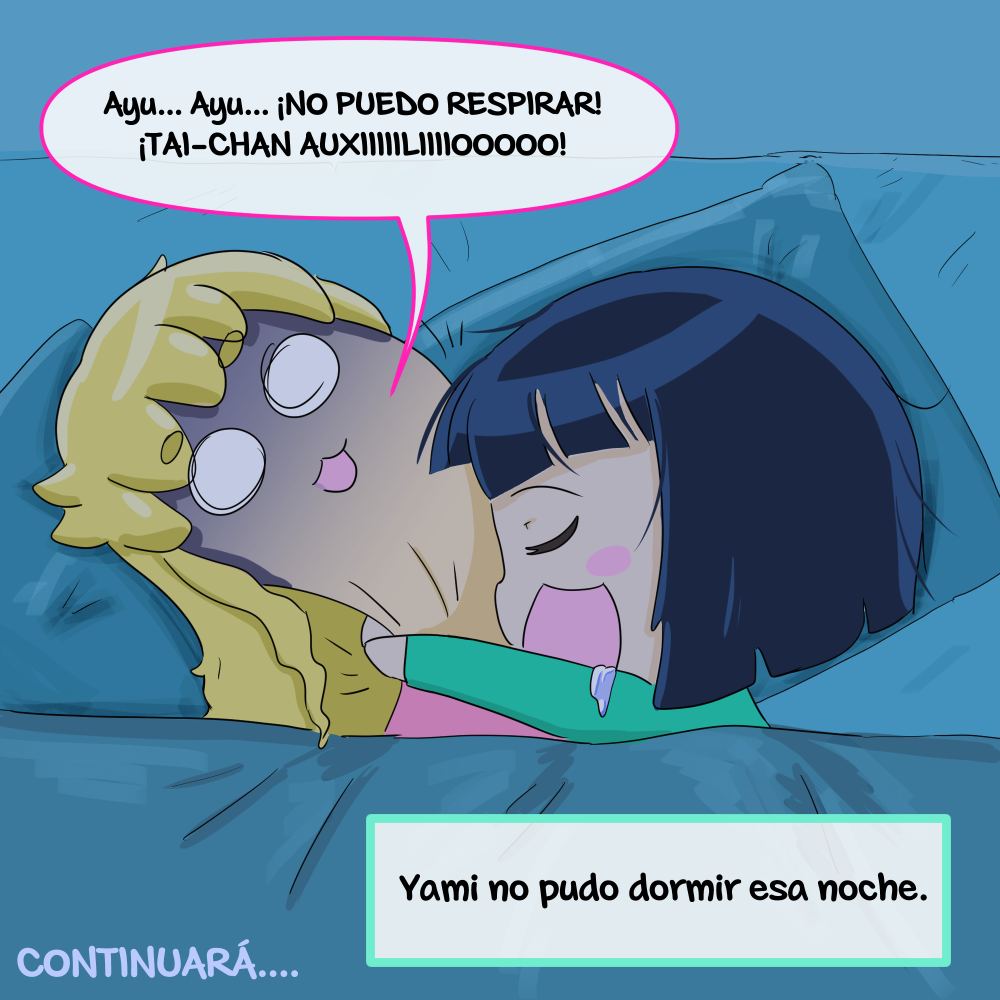 Ayu... Ayu... ¡NO PUEDO RESPIRAR!
¡TAI-CHAN AUXIIIIILIIIIOOOOO!
Yami no pudo dormir esa noche.
CONTINUARÁ....